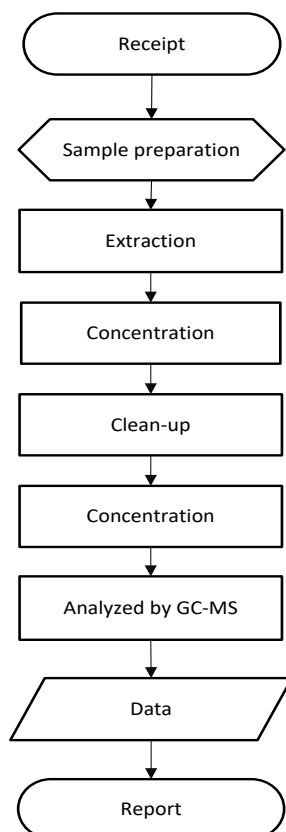 Receipt
Sample preparation
Extraction
Concentration
Clean-up
Concentration
Analyzed by GC-MS
Data
Report